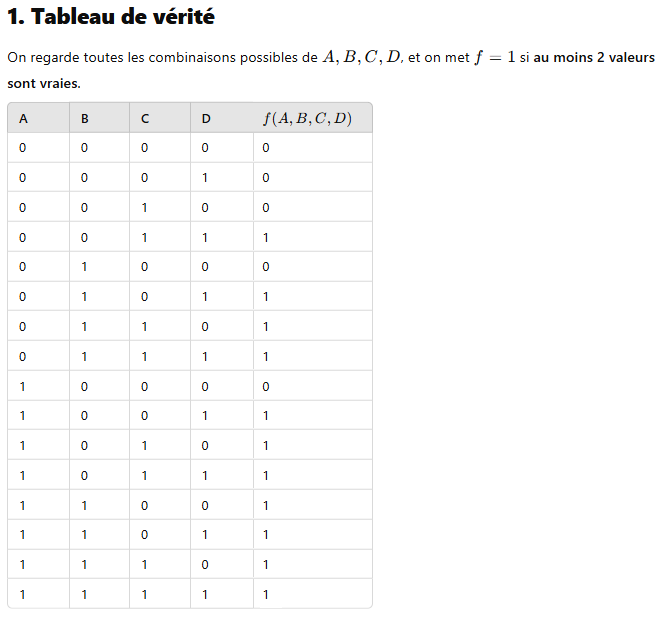 1. Tableau de vérité
On regarde toutes les combinaisons possibles de A, B, C, D, et on met f = 1 si au moins 2 valeurs
sont vraies.
A B C D f(A, B, C, D)
0 0 0 0 0
0 0 0 1 0
0 0 1 0 0
0 0 1 1 1
0 1 0 0 0
0 1 0 1 1
0 1 1 0 1
0 1 1 1 1
1 0 0 0 0
1 0 0 1 1
1 0 1 0 1
1 0 1 1 1
1 1 0 0 1
1 1 0 1 1
1 1 1 0 1
1 1 1 1 1